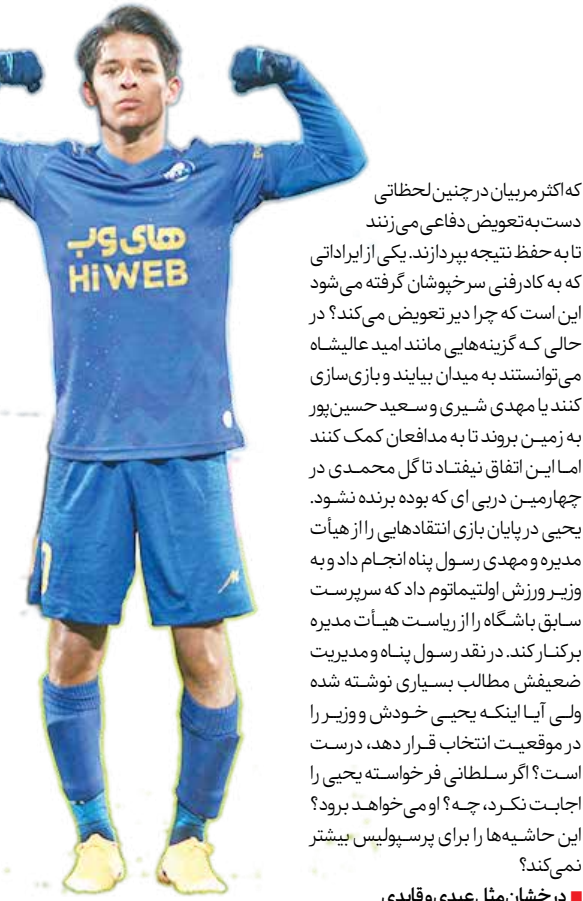 های وب
HiWEB
که اکثر مربیان در چنین لحظاتی
دست به تعویض دفاعی می‌زنند
تا به حفظ نتیجه بپردازند. یکی از ایراداتی
که به کادرفنی سرخپوشان گرفته می‌شود
این است که چرا دیر تعویض می‌کند؟ در
حالی که گزینه‌هایی مانند امید عالیشاه
می‌توانستند به میدان بیایند و بازی‌سازی
کنند یا مهدی شیری و سعید حسین‌پور
به زمین بروند تا به مدافعان کمک کنند
اما این اتفاق نیفتاد تا گل محمدی در
چهارمین دربی ای که بوده برنده نشود.
یحیی در پایان بازی انتقادهایی را از هیأت
مدیره و مهدی رسول پناه انجام داد و به
وزیر ورزش اولتیماتوم داد که سرپرست
سابق باشگاه را از ریاست هیأت مدیره
برکنار کند. در نقد رسول پناه و مدیریت
ضعیفش مطالب بسیاری نوشته شده
ولی آیا اینکه یحیی خودش و وزیر را
در موقعیت انتخاب قرار دهد، درست
است؟ اگر سلطانی فر خواسته یحیی را
اجابت نکرد، چه؟ او می‌خواهد برود؟
این حاشیه‌ها را برای پرسپولیس بیشتر
نمی‌کند؟
درخشان مثل عبدی و قایدی